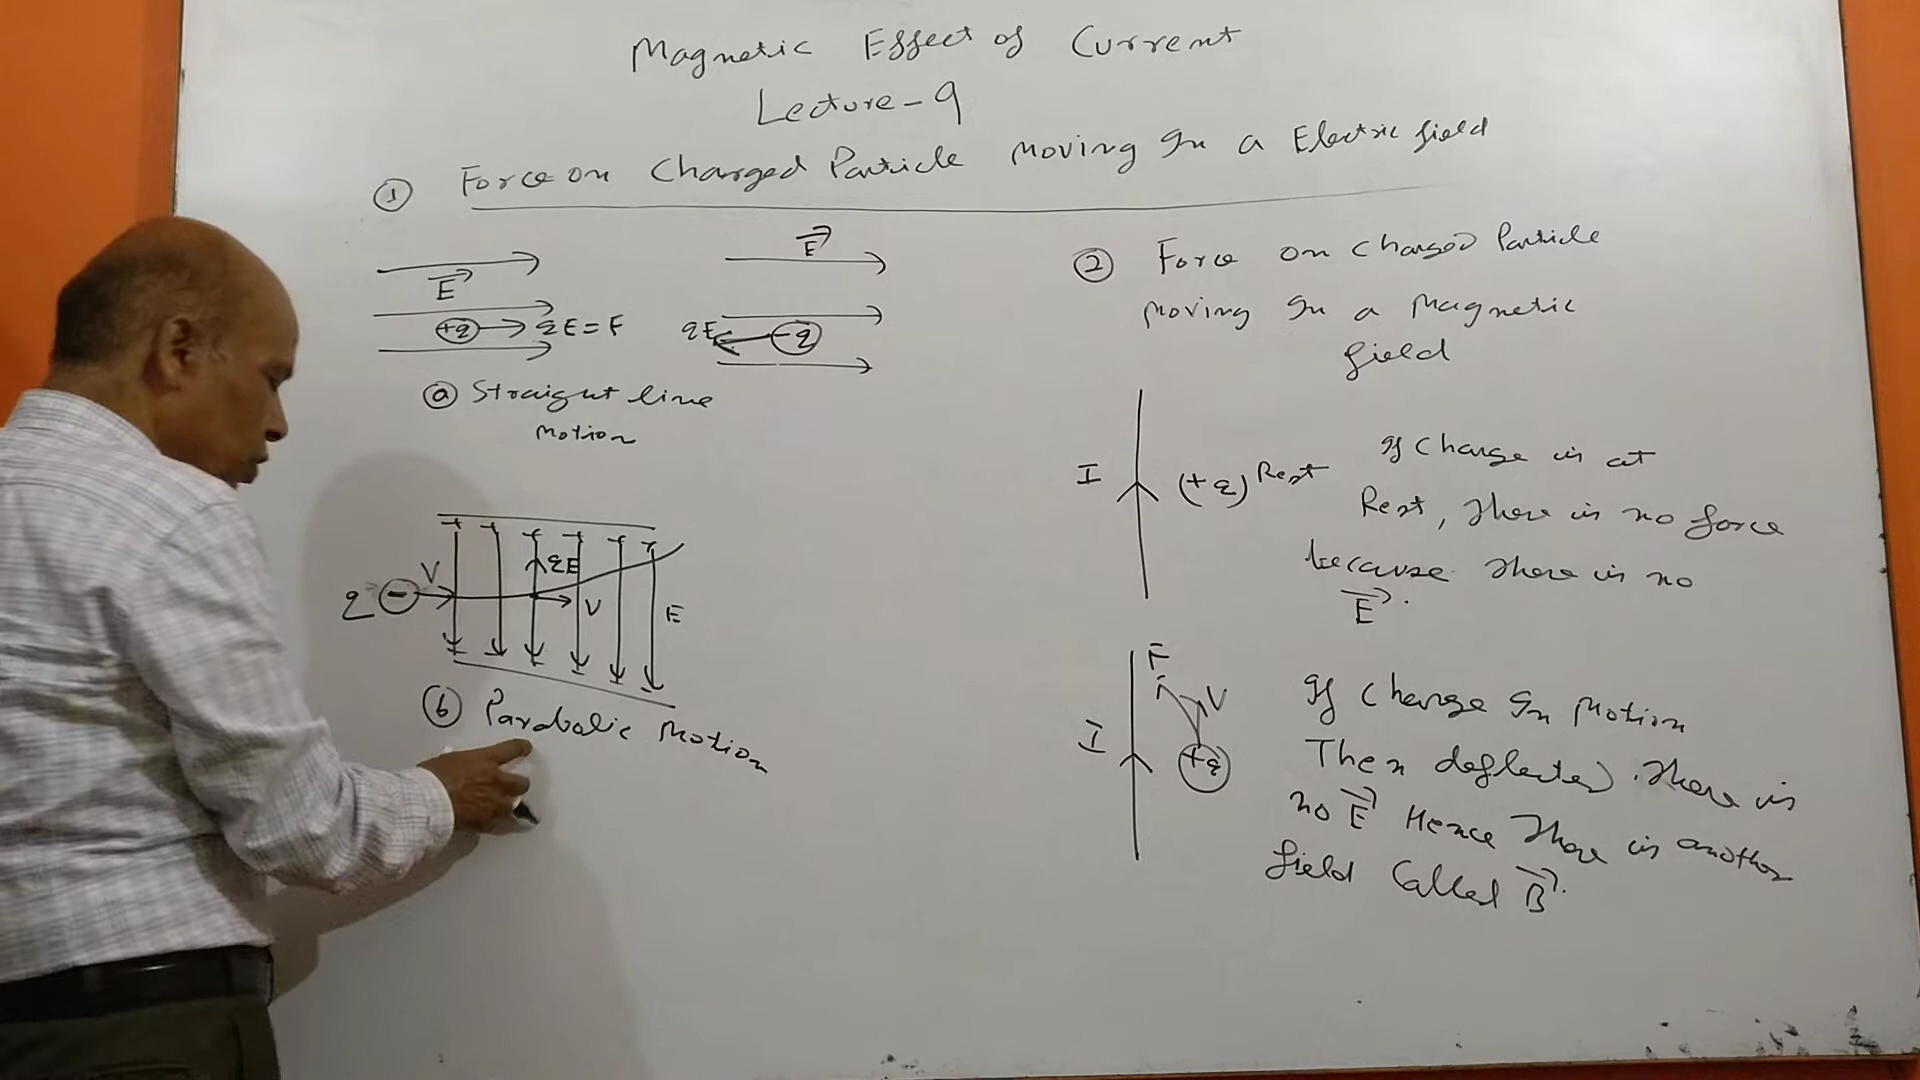 Magnetic Effect of Current
Lecture-9
① Force on Charged Particle moving In a Electric field
E
+q qE=F
E
qE -q
ⓐ Straight line
Motion
q - V
qE
V
E
ⓑ Parabolic Motion
② Force on Charged Particle
moving In a Magnetic
field
I (+q) Rest
If Charge is at
Rest, There is no force
because There is no
E.
I F V +q
If Charge In Motion
Then deflected. There is
no E Hence There is another
field Called B.